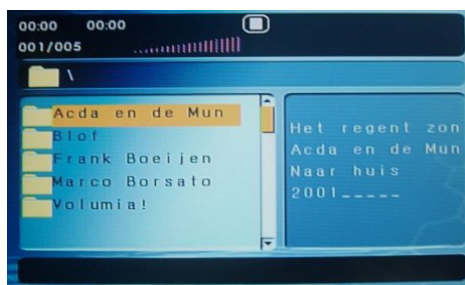 00:00 00:00
001/005
\
Acda en de Mun
Blof
Frank Boeijen
Marco Borsato
Volumia!
Het regent zon
Acda en de Mun
Naar huis
2001_____